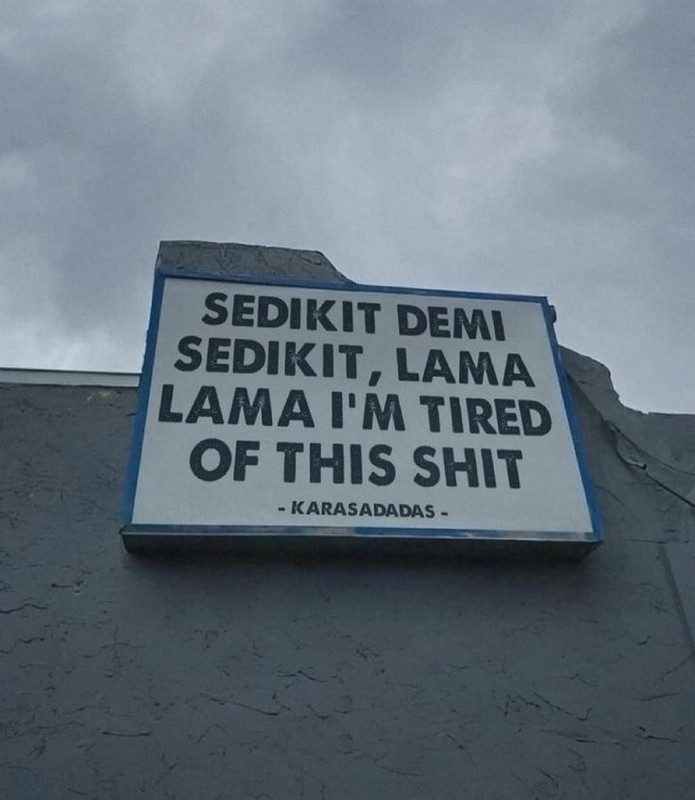 SEDIKIT DEMI
SEDIKIT, LAMA
LAMA I'M TIRED
OF THIS SHIT
- KARASADADAS -